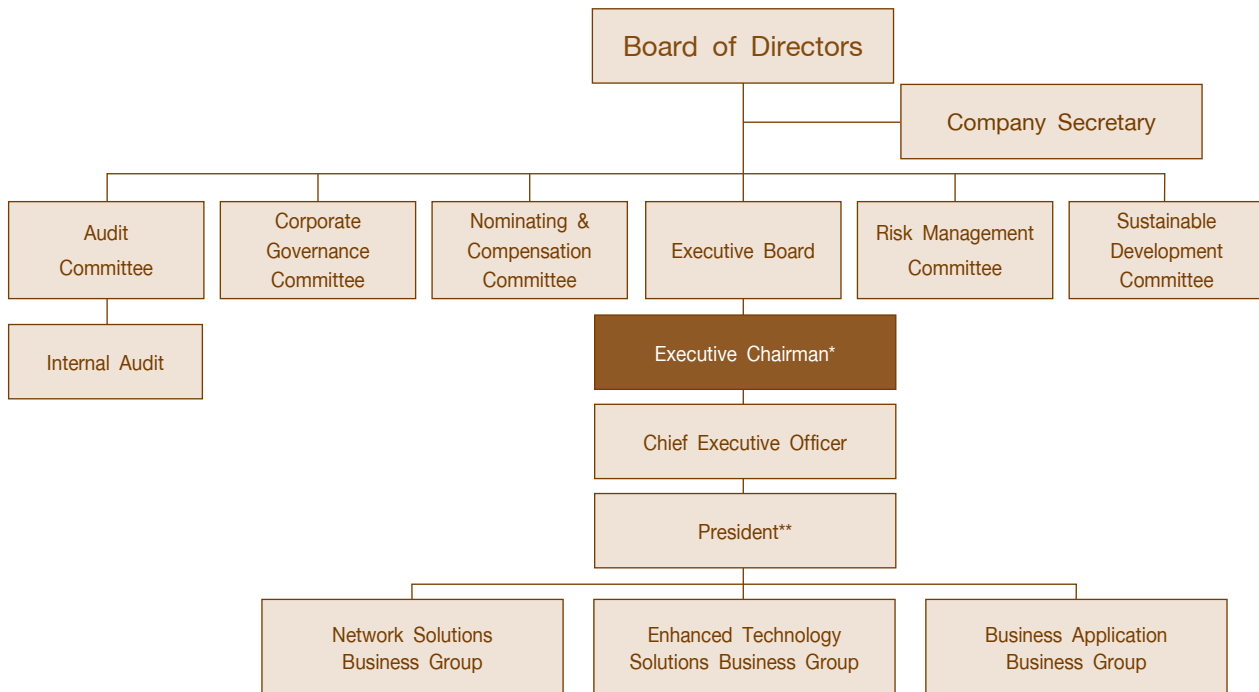 Board of Directors
Company Secretary
Audit
Committee
Corporate
Governance
Committee
Nominating &
Compensation
Committee
Executive Board
Risk Management
Committee
Sustainable
Development
Committee
Internal Audit
Executive Chairman*
Chief Executive Officer
President**
Network Solutions
Business Group
Enhanced Technology
Solutions Business Group
Business Application
Business Group